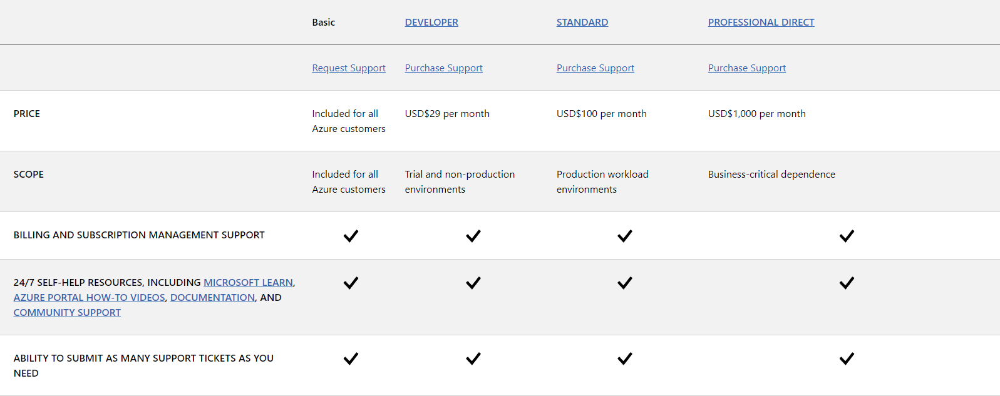 Basic DEVELOPER STANDARD PROFESSIONAL DIRECT
Request Support Purchase Support Purchase Support Purchase Support
PRICE Included for all USD$29 per month USD$100 per month USD$1,000 per month
Azure customers
SCOPE Included for all Trial and non-production Production workload Business-critical dependence
Azure customers environments environments
BILLING AND SUBSCRIPTION MANAGEMENT SUPPORT
24/7 SELF-HELP RESOURCES, INCLUDING MICROSOFT LEARN,
AZURE PORTAL HOW-TO VIDEOS, DOCUMENTATION, AND
COMMUNITY SUPPORT
ABILITY TO SUBMIT AS MANY SUPPORT TICKETS AS YOU
NEED